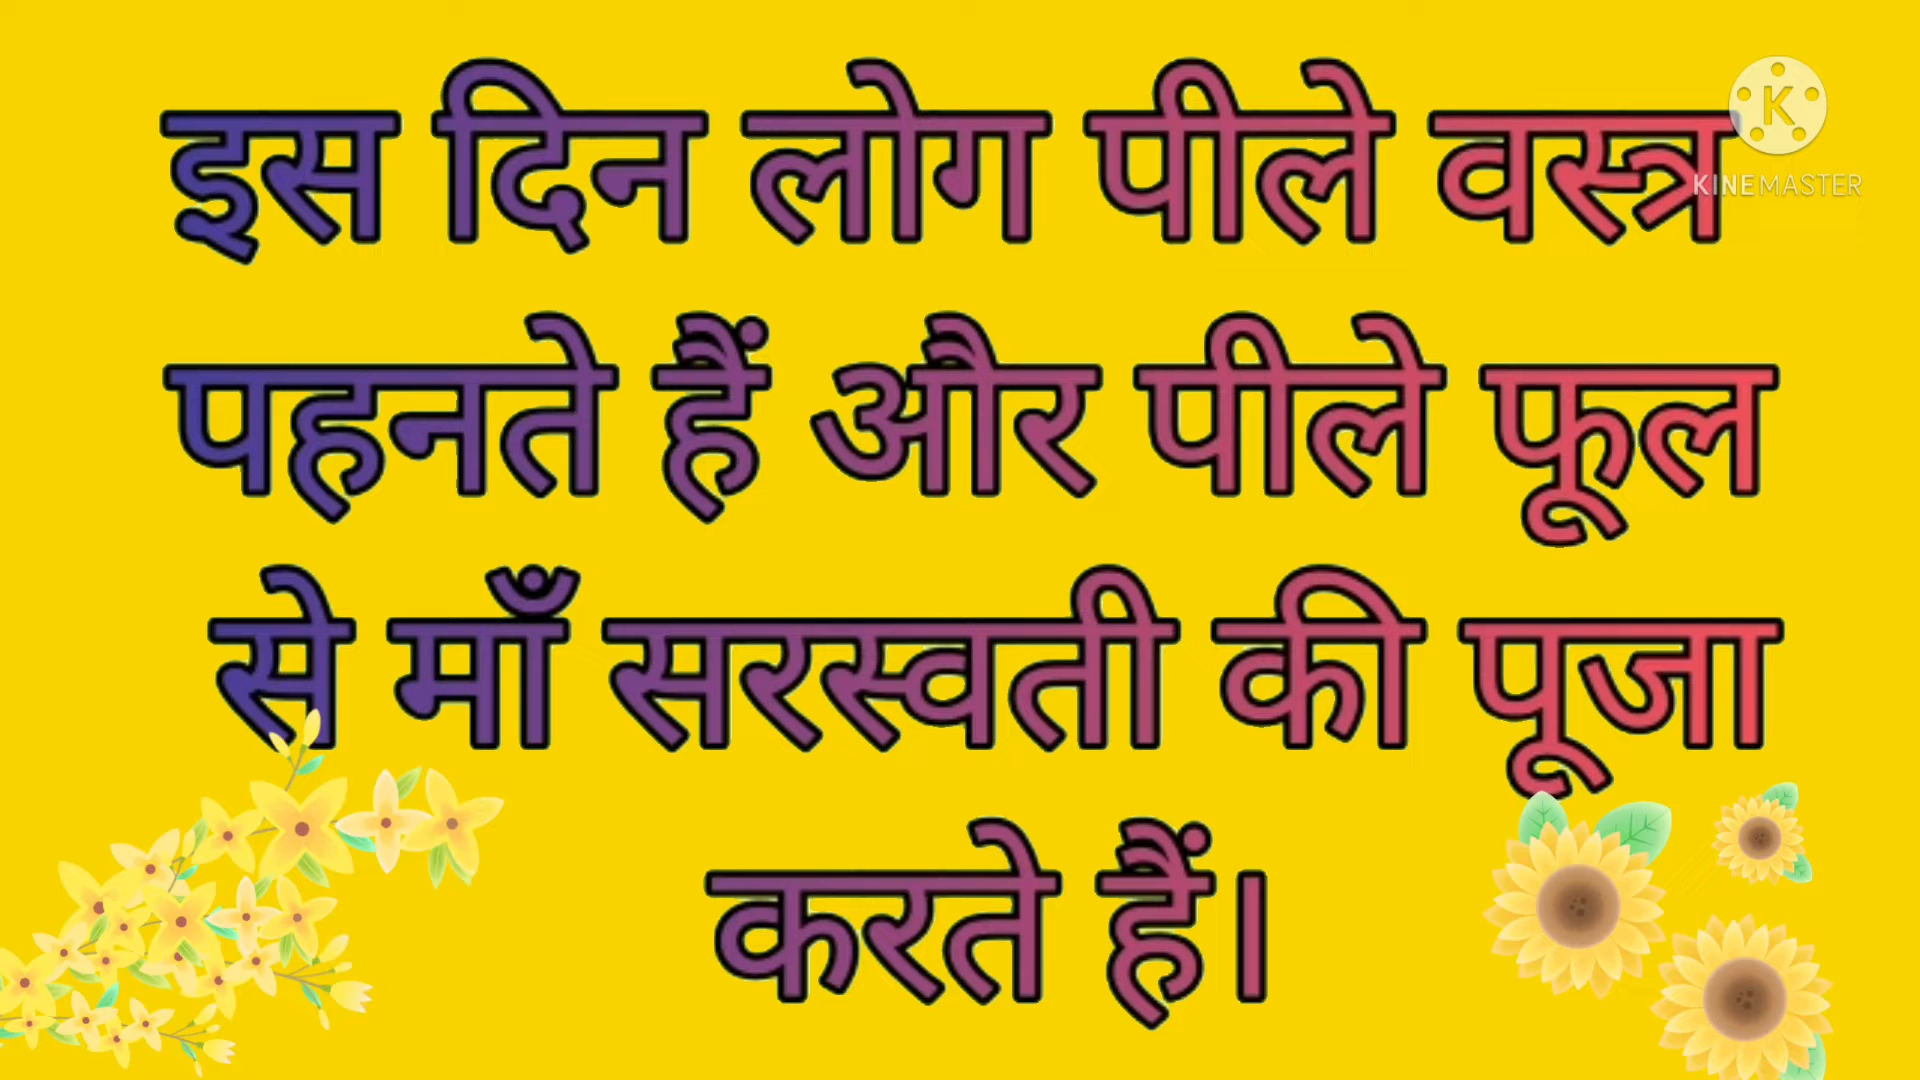 इस दिन लोग पीले वस्त्र
पहनते हैं और पीले फूल
से माँ सरस्वती की पूजा
करते हैं।
K
KINEMASTER